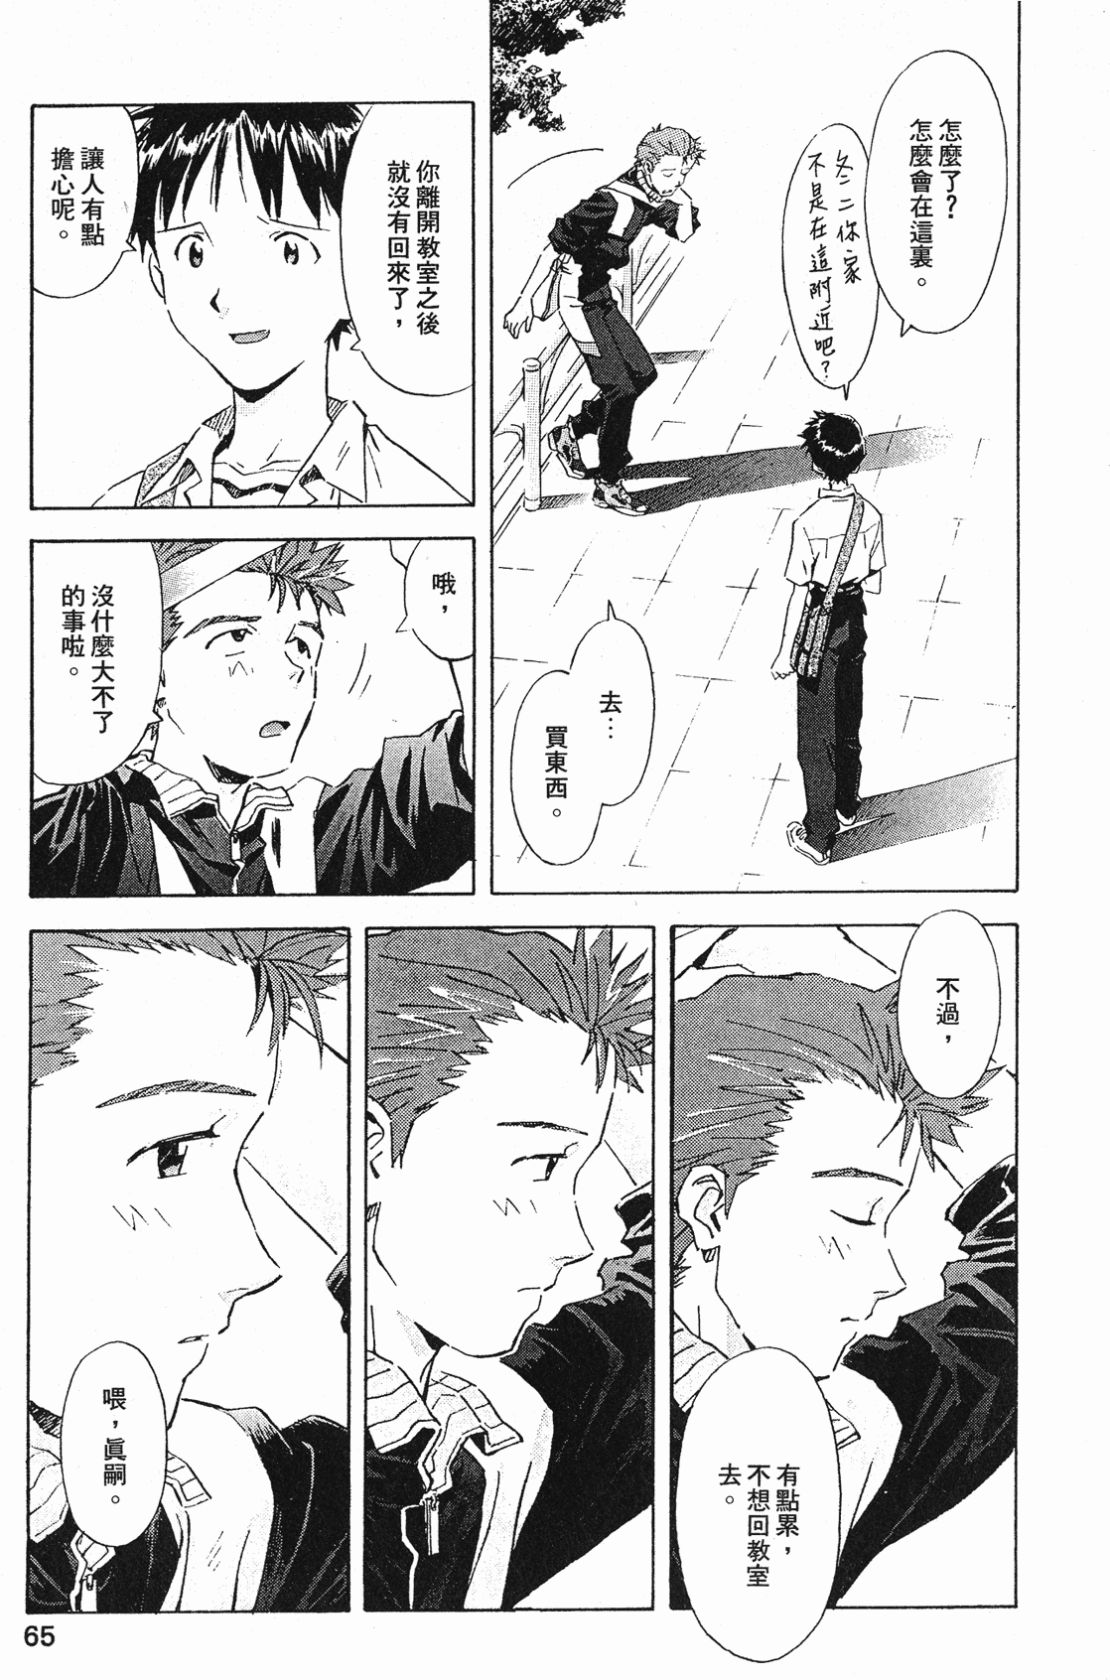 怎麼了？
怎麼會在這裏。
冬二你家
不是在這附近吧？
去…
買東西。
你離開教室之後
就沒有回來了，
讓人有點
擔心呢。
哦，
沒什麼大不了
的事啦。
不過，
有點累，
不想回教室
去。
喂，眞嗣。
65